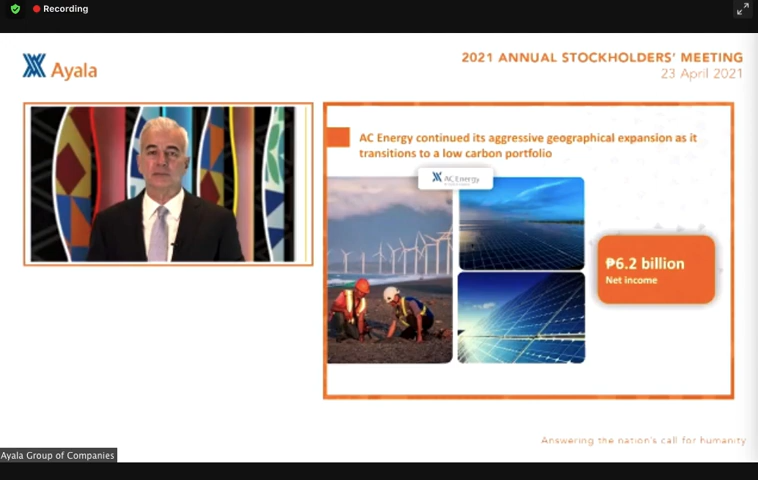 Recording
Ayala
2021 ANNUAL STOCKHOLDERS' MEETING
23 April 2021
AC Energy continued its aggressive geographical expansion as it
transitions to a low carbon portfolio
AC Energy
₱6.2 billion
Net income
Answering the nation's call for humanity
Ayala Group of Companies